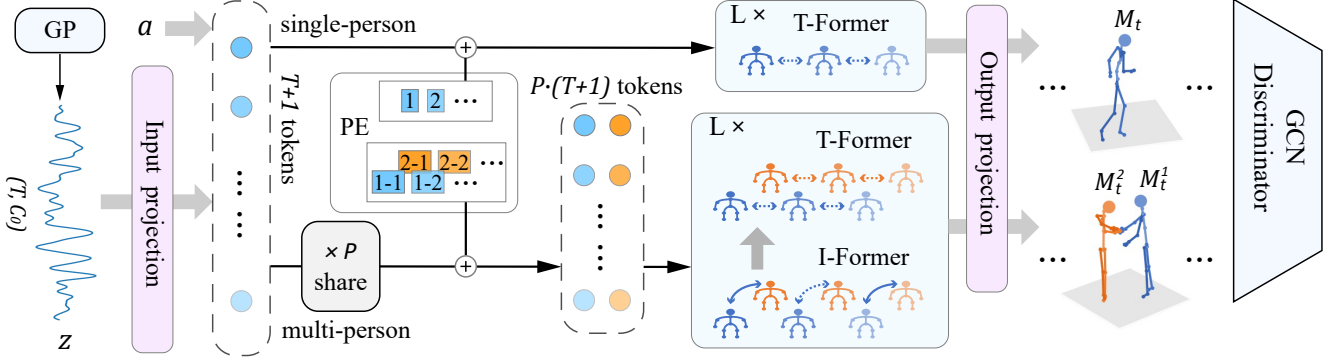 GP
a
(T, C₀)
z
Input projection
T+1 tokens
single-person
PE
1 2 ...
2-1 2-2 ...
1-1 1-2 ...
× P
share
multi-person
P·(T+1) tokens
L ×
T-Former
L ×
T-Former
I-Former
Output projection
M_t
M_t^2 M_t^1
GCN
Discriminator